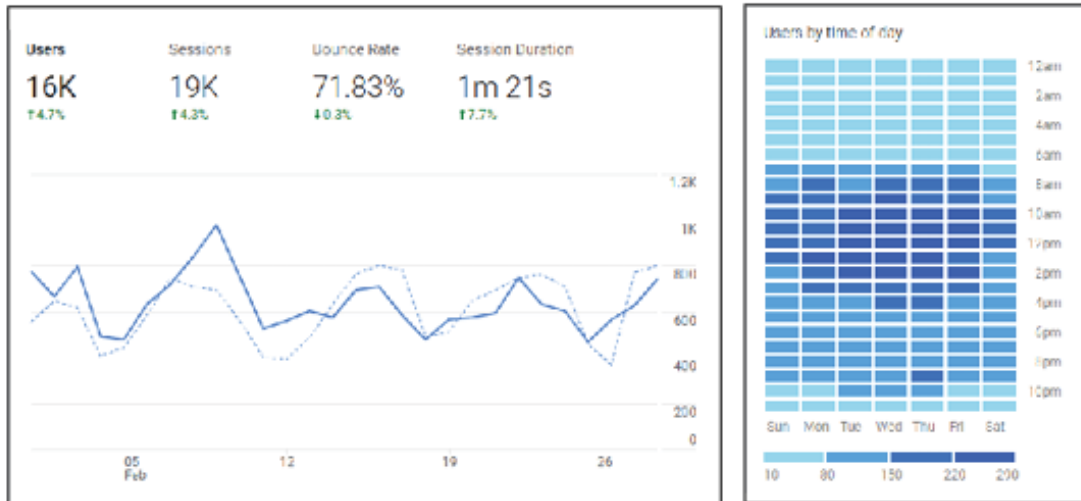 Users Sessions Bounce Rate Session Duration
16K 19K 71.83% 1m 21s
↑4.7% ↑4.3% ↓0.3% ↑7.7%
1.2K
1K
800
600
400
200
0
05 12 19 26
Feb
Users by time of day
12am
2am
4am
6am
8am
10am
12pm
2pm
4pm
6pm
8pm
10pm
Sun Mon Tue Wed Thu Fri Sat
10 80 150 220 290